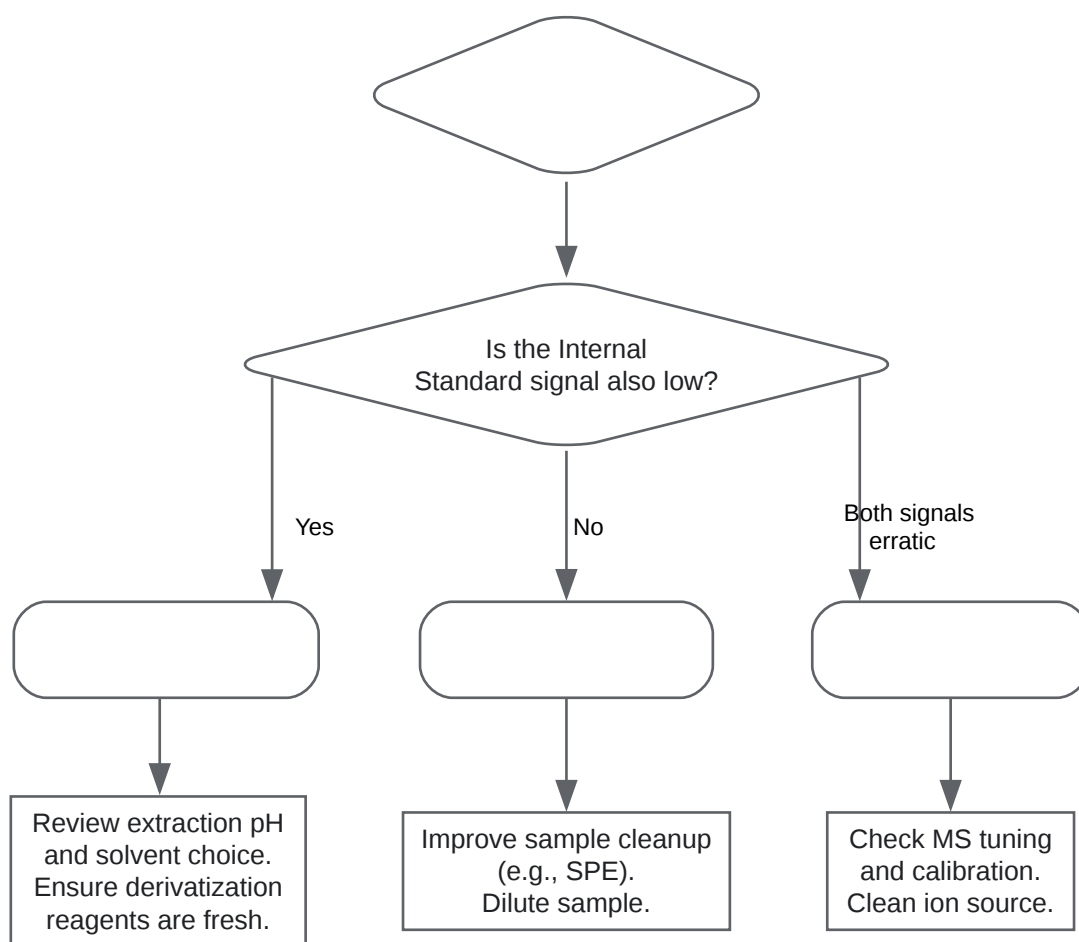 Is the Internal
Standard signal also low?
Yes
No
Both signals
erratic
Review extraction pH
and solvent choice.
Ensure derivatization
reagents are fresh.
Improve sample cleanup
(e.g., SPE).
Dilute sample.
Check MS tuning
and calibration.
Clean ion source.